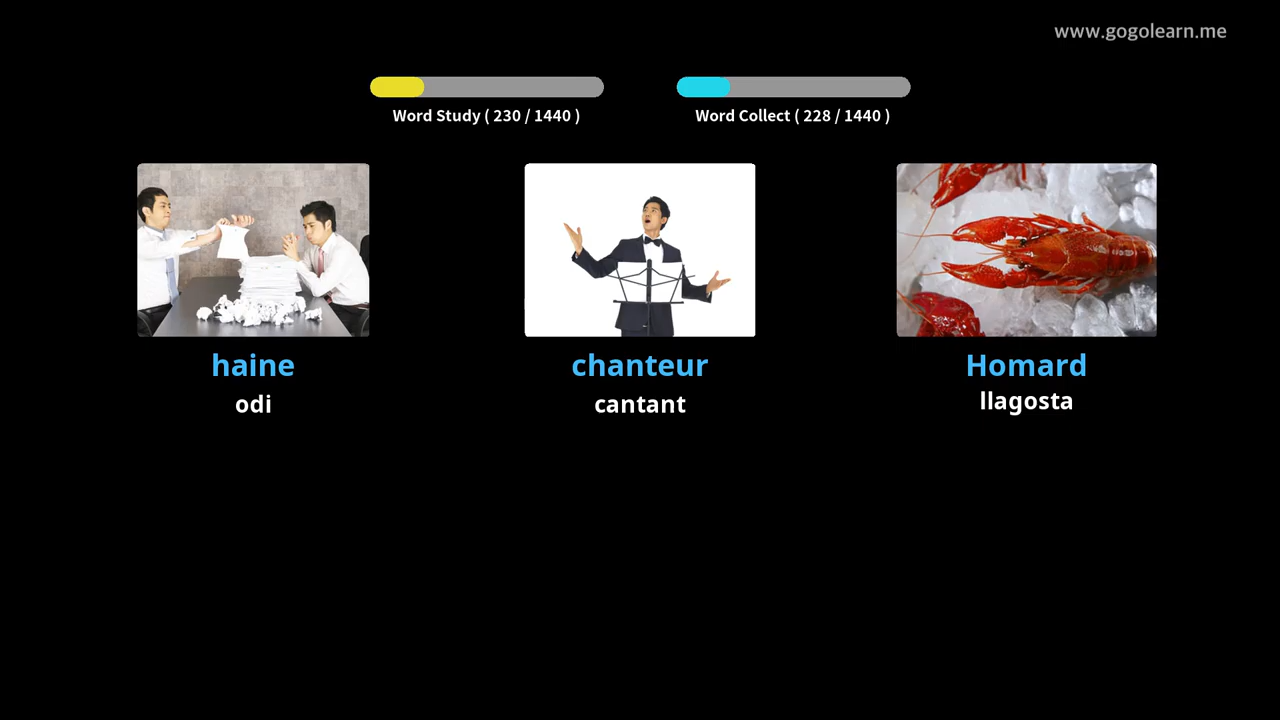 www.gogolearn.me
Word Study ( 230 / 1440 )
Word Collect ( 228 / 1440 )
haine
chanteur
Homard
odi
cantant
llagosta